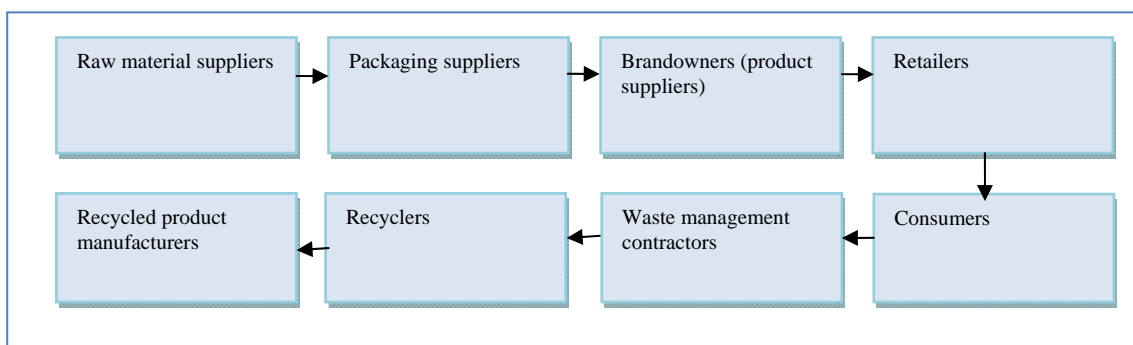 Raw material suppliers
Packaging suppliers
Brandowners (product
suppliers)
Retailers
Consumers
Waste management
contractors
Recyclers
Recycled product
manufacturers